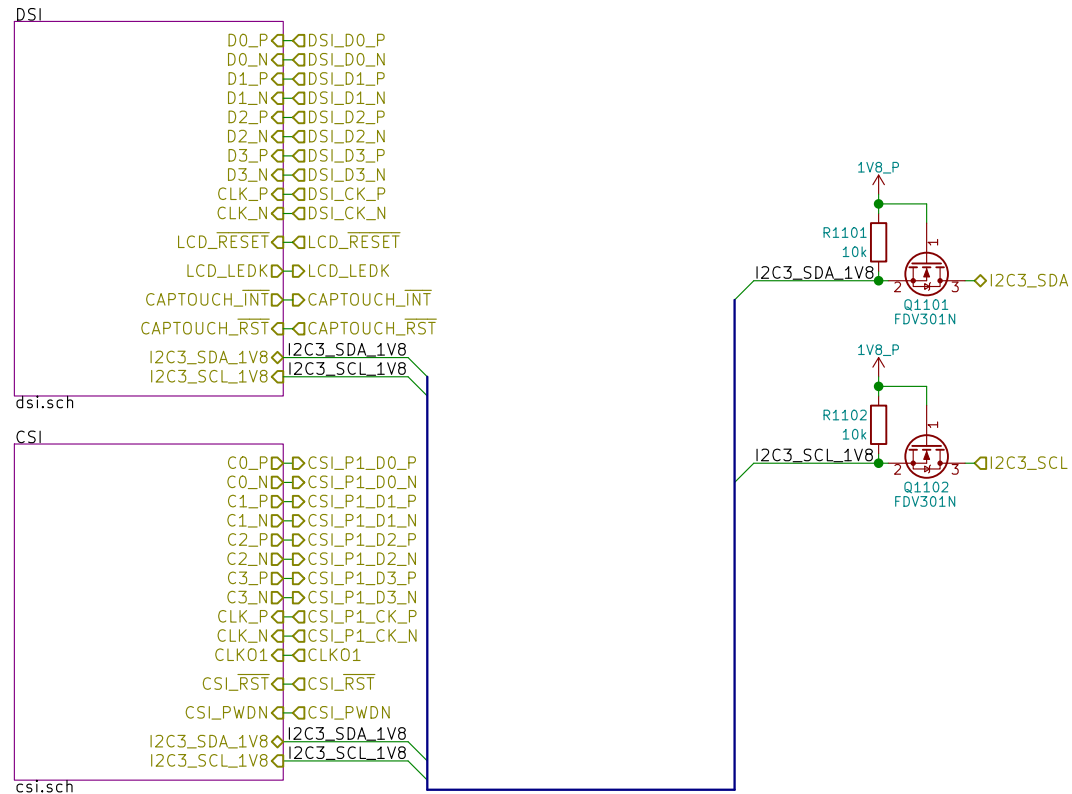 DSI
D0_P DSI_D0_P
D0_N DSI_D0_N
D1_P DSI_D1_P
D1_N DSI_D1_N
D2_P DSI_D2_P
D2_N DSI_D2_N
D3_P DSI_D3_P
D3_N DSI_D3_N
CLK_P DSI_CK_P
CLK_N DSI_CK_N
LCD_RESET LCD_RESET
LCD_LEDK LCD_LEDK
CAPTOUCH_INT CAPTOUCH_INT
CAPTOUCH_RST CAPTOUCH_RST
I2C3_SDA_1V8 I2C3_SDA_1V8
I2C3_SCL_1V8 I2C3_SCL_1V8
dsi.sch
CSI
C0_P CSI_P1_D0_P
C0_N CSI_P1_D0_N
C1_P CSI_P1_D1_P
C1_N CSI_P1_D1_N
C2_P CSI_P1_D2_P
C2_N CSI_P1_D2_N
C3_P CSI_P1_D3_P
C3_N CSI_P1_D3_N
CLK_P CSI_P1_CK_P
CLK_N CSI_P1_CK_N
CLKO1 CLKO1
CSI_RST CSI_RST
CSI_PWDN CSI_PWDN
I2C3_SDA_1V8 I2C3_SDA_1V8
I2C3_SCL_1V8 I2C3_SCL_1V8
csi.sch
1V8_P
R1101
10k
1
I2C3_SDA_1V8
2 3
I2C3_SDA
Q1101
FDV301N
1V8_P
R1102
10k
1
I2C3_SCL_1V8
2 3
I2C3_SCL
Q1102
FDV301N